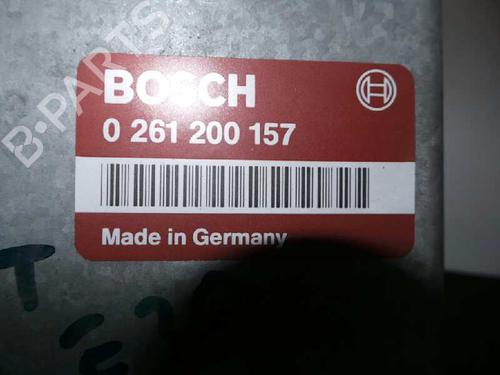 B-PARTS
BOSCH
0 261 200 157
Made in Germany